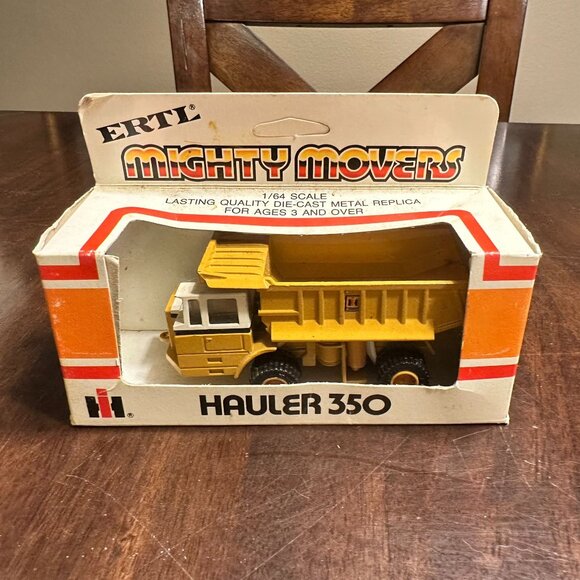 ERTL®
MIGHTY MOVERS
1/64 SCALE
LASTING QUALITY DIE-CAST METAL REPLICA
FOR AGES 3 AND OVER
IH®
HAULER 350